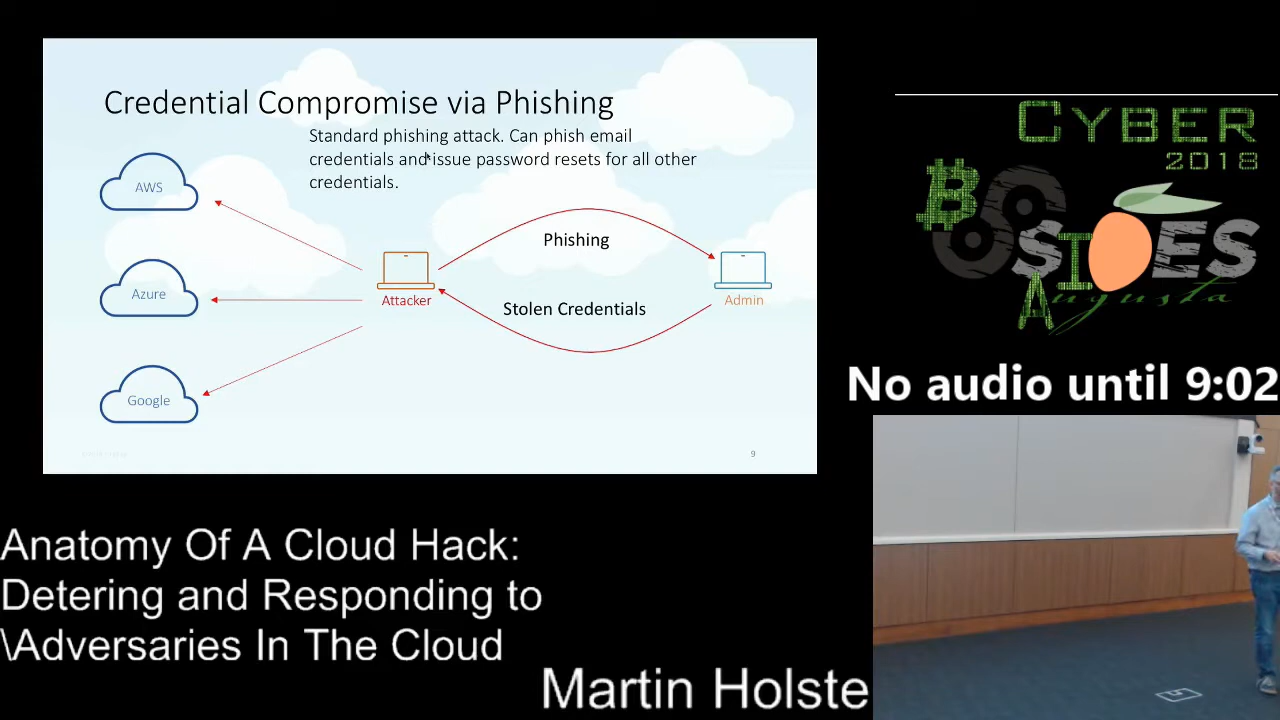 Credential Compromise via Phishing
Standard phishing attack. Can phish email
credentials and issue password resets for all other
credentials.
AWS
Azure
Google
Attacker
Phishing
Stolen Credentials
Admin
9
CYBER
2018
BSIDES
Augusta
No audio until 9:02
Anatomy Of A Cloud Hack:
Detering and Responding to
\Adversaries In The Cloud
Martin Holste